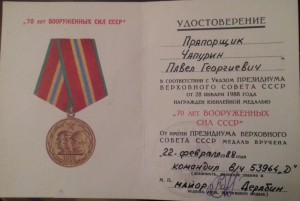 "70 ЛЕТ ВООРУЖЕННЫХ СИЛ СССР"
УДОСТОВЕРЕНИЕ
Прапорщик
Чапурин
Павел Георгиевич
В СООТВЕТСТВИИ С УКАЗОМ ПРЕЗИДИУМА
ВЕРХОВНОГО СОВЕТА СССР
ОТ 28 ЯНВАРЯ 1988 ГОДА
НАГРАЖДЕН ЮБИЛЕЙНОЙ МЕДАЛЬЮ
"70 ЛЕТ ВООРУЖЕННЫХ
СИЛ СССР"
ОТ ИМЕНИ ПРЕЗИДИУМА ВЕРХОВНОГО
СОВЕТА СССР МЕДАЛЬ ВРУЧЕНА
22 февраля 88 ГОДА
командир в/ч 53964 „D"
М. П.
майор Дерябин